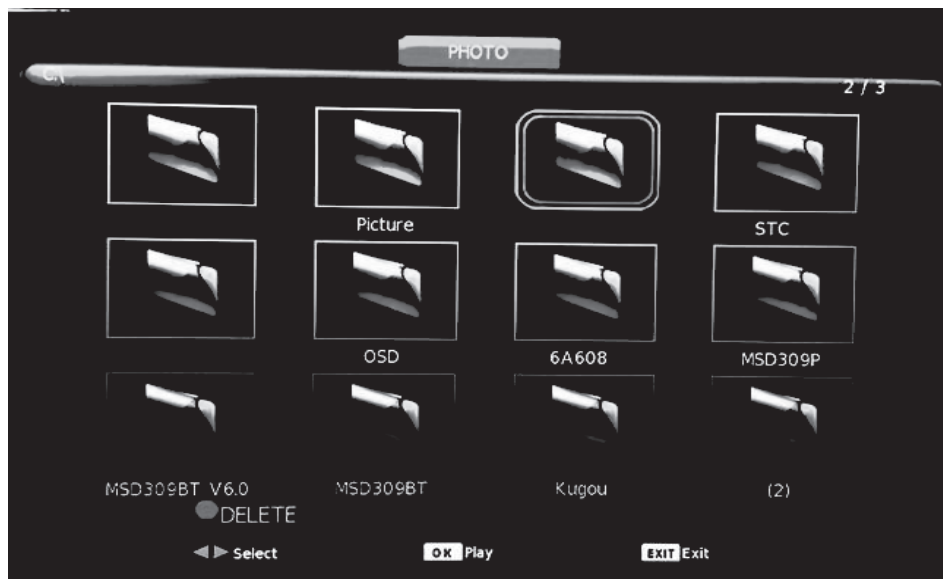 PHOTO
C:\
2 / 3
Picture
STC
OSD
6A608
MSD309P
MSD309BT V6.0
MSD309BT
Kugou
(2)
DELETE
Select
OK Play
EXIT Exit